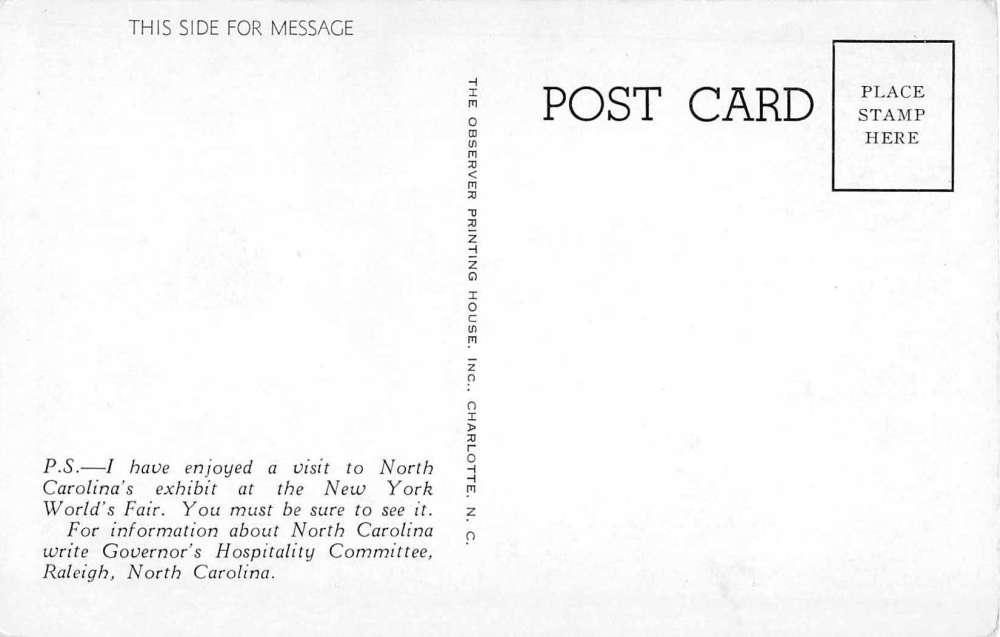 THIS SIDE FOR MESSAGE
P.S.—I have enjoyed a visit to North
Carolina's exhibit at the New York
World's Fair. You must be sure to see it.
For information about North Carolina
write Governor's Hospitality Committee,
Raleigh, North Carolina.
THE OBSERVER PRINTING HOUSE, INC., CHARLOTTE, N. C.
POST CARD
PLACE
STAMP
HERE